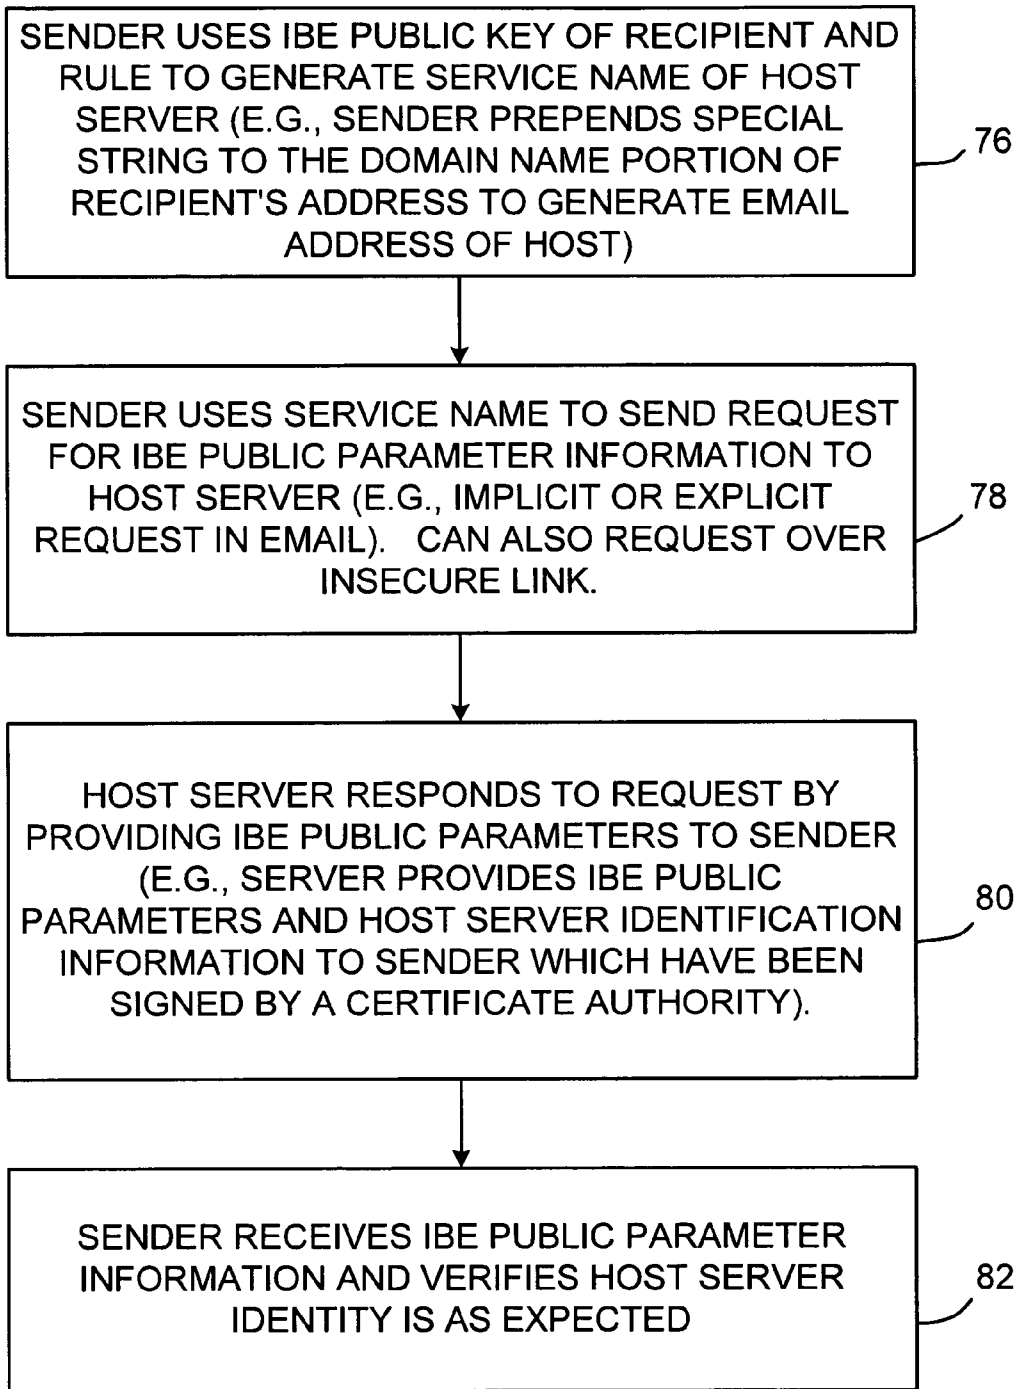 SENDER USES IBE PUBLIC KEY OF RECIPIENT AND
RULE TO GENERATE SERVICE NAME OF HOST
SERVER (E.G., SENDER PREPENDS SPECIAL
STRING TO THE DOMAIN NAME PORTION OF
RECIPIENT'S ADDRESS TO GENERATE EMAIL
ADDRESS OF HOST)
76
SENDER USES SERVICE NAME TO SEND REQUEST
FOR IBE PUBLIC PARAMETER INFORMATION TO
HOST SERVER (E.G., IMPLICIT OR EXPLICIT
REQUEST IN EMAIL). CAN ALSO REQUEST OVER
INSECURE LINK.
78
HOST SERVER RESPONDS TO REQUEST BY
PROVIDING IBE PUBLIC PARAMETERS TO SENDER
(E.G., SERVER PROVIDES IBE PUBLIC
PARAMETERS AND HOST SERVER IDENTIFICATION
INFORMATION TO SENDER WHICH HAVE BEEN
SIGNED BY A CERTIFICATE AUTHORITY).
80
SENDER RECEIVES IBE PUBLIC PARAMETER
INFORMATION AND VERIFIES HOST SERVER
IDENTITY IS AS EXPECTED
82